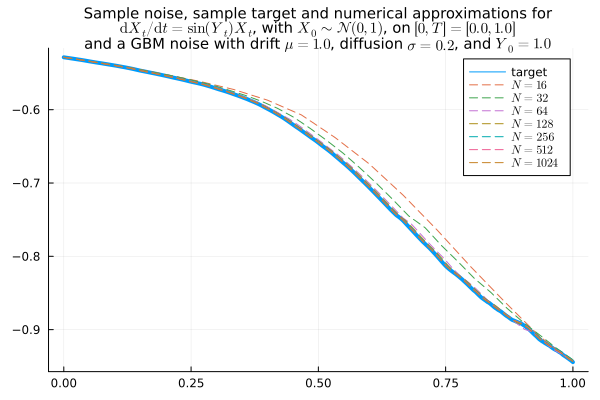 Sample noise, sample target and numerical approximations for
dX_t/dt = sin(Y_t)X_t, with X_0 ∼ 𝒩(0, 1), on [0, T] = [0.0, 1.0]
and a GBM noise with drift μ = 1.0, diffusion σ = 0.2, and Y_0 = 1.0
target
N = 16
N = 32
N = 64
N = 128
N = 256
N = 512
N = 1024
−0.6
−0.7
−0.8
−0.9
0.00 0.25 0.50 0.75 1.00